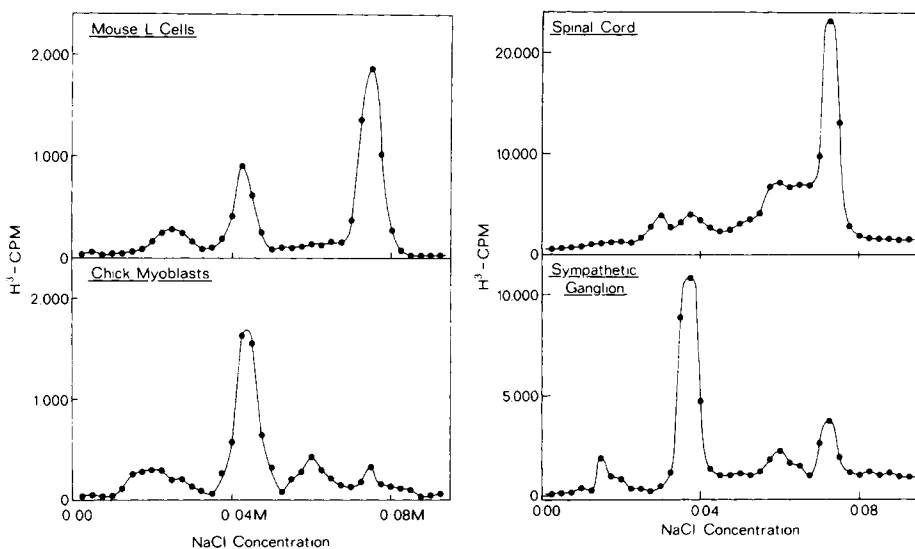 Mouse L Cells
2.000
1.000
0
H³-CPM
Chick Myoblasts
2.000
1.000
0
0 00
0.04M
0.08M
NaCl Concentration
Spinal Cord
20.000
10.000
0
H³-CPM
Sympathetic
Ganglion
10.000
5.000
0
0 00
0 04
0 08
NaCl Concentration